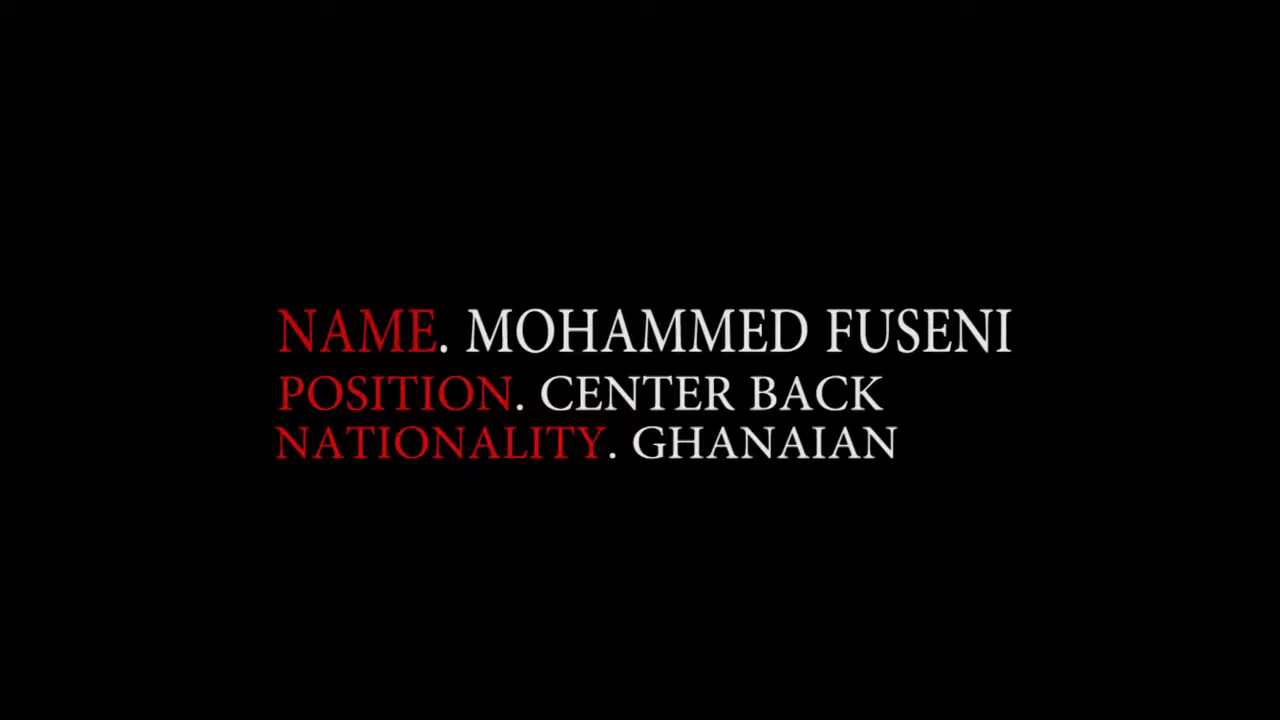 NAME. MOHAMMED FUSENI
POSITION. CENTER BACK
NATIONALITY. GHANAIAN